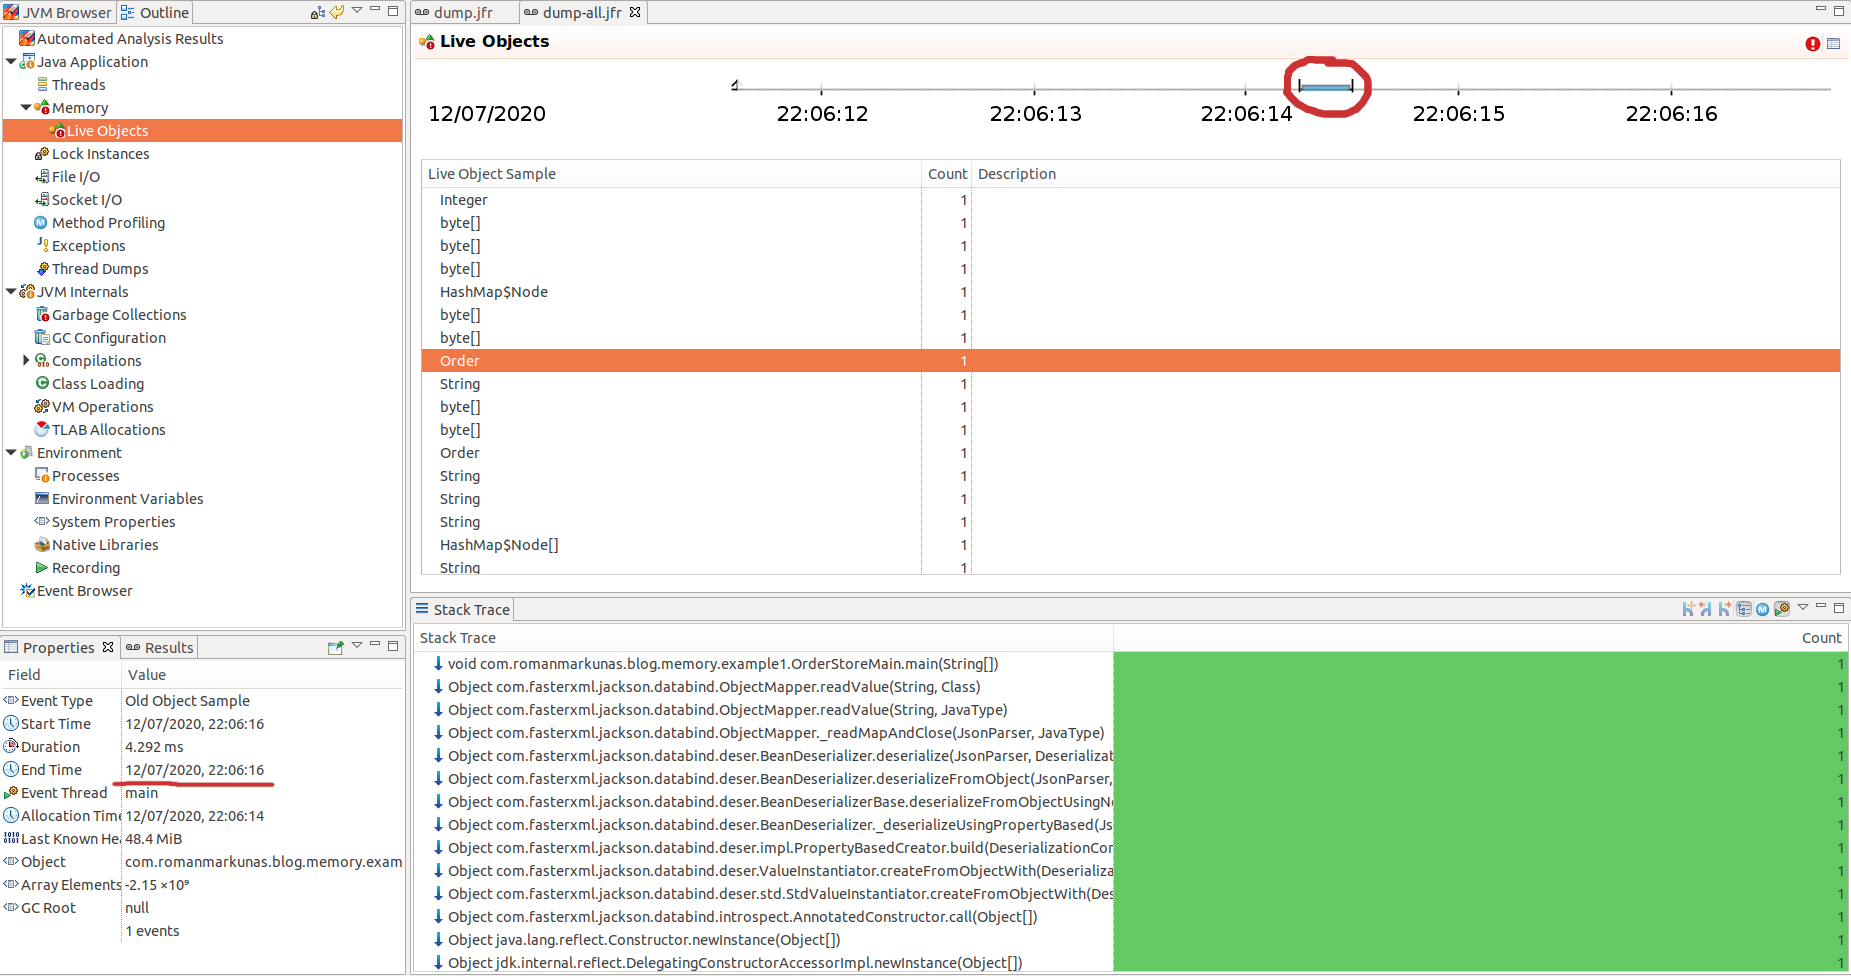 JVM Browser
Outline
Automated Analysis Results
Java Application
Threads
Memory
Live Objects
Lock Instances
File I/O
Socket I/O
Method Profiling
Exceptions
Thread Dumps
JVM Internals
Garbage Collections
GC Configuration
Compilations
Class Loading
VM Operations
TLAB Allocations
Environment
Processes
Environment Variables
System Properties
Native Libraries
Recording
Event Browser
Properties
Results
Field Value
Event Type Old Object Sample
Start Time 12/07/2020, 22:06:16
Duration 4.292 ms
End Time 12/07/2020, 22:06:16
Event Thread main
Allocation Time 12/07/2020, 22:06:14
Last Known Hea 48.4 MiB
Object com.romanmarkunas.blog.memory.exam
Array Elements -2.15 ×10⁹
GC Root null
1 events
dump.jfr
dump-all.jfr
Live Objects
12/07/2020 22:06:12 22:06:13 22:06:14 22:06:15 22:06:16
Live Object Sample Count Description
Integer 1
byte[] 1
byte[] 1
byte[] 1
HashMap$Node 1
byte[] 1
byte[] 1
Order 1
String 1
byte[] 1
byte[] 1
Order 1
String 1
String 1
String 1
HashMap$Node[] 1
String 1
Stack Trace
Stack Trace Count
void com.romanmarkunas.blog.memory.example1.OrderStoreMain.main(String[]) 1
Object com.fasterxml.jackson.databind.ObjectMapper.readValue(String, Class) 1
Object com.fasterxml.jackson.databind.ObjectMapper.readValue(String, JavaType) 1
Object com.fasterxml.jackson.databind.ObjectMapper._readMapAndClose(JsonParser, JavaType) 1
Object com.fasterxml.jackson.databind.deser.BeanDeserializer.deserialize(JsonParser, Deserializat 1
Object com.fasterxml.jackson.databind.deser.BeanDeserializer.deserializeFromObject(JsonParser, 1
Object com.fasterxml.jackson.databind.deser.BeanDeserializerBase.deserializeFromObjectUsingN 1
Object com.fasterxml.jackson.databind.deser.BeanDeserializer._deserializeUsingPropertyBased(Js 1
Object com.fasterxml.jackson.databind.deser.impl.PropertyBasedCreator.build(DeserializationCor 1
Object com.fasterxml.jackson.databind.deser.ValueInstantiator.createFromObjectWith(Deserializa 1
Object com.fasterxml.jackson.databind.deser.std.StdValueInstantiator.createFromObjectWith(Des 1
Object com.fasterxml.jackson.databind.introspect.AnnotatedConstructor.call(Object[]) 1
Object java.lang.reflect.Constructor.newInstance(Object[]) 1
Object jdk.internal.reflect.DelegatingConstructorAccessorImpl.newInstance(Object[]) 1